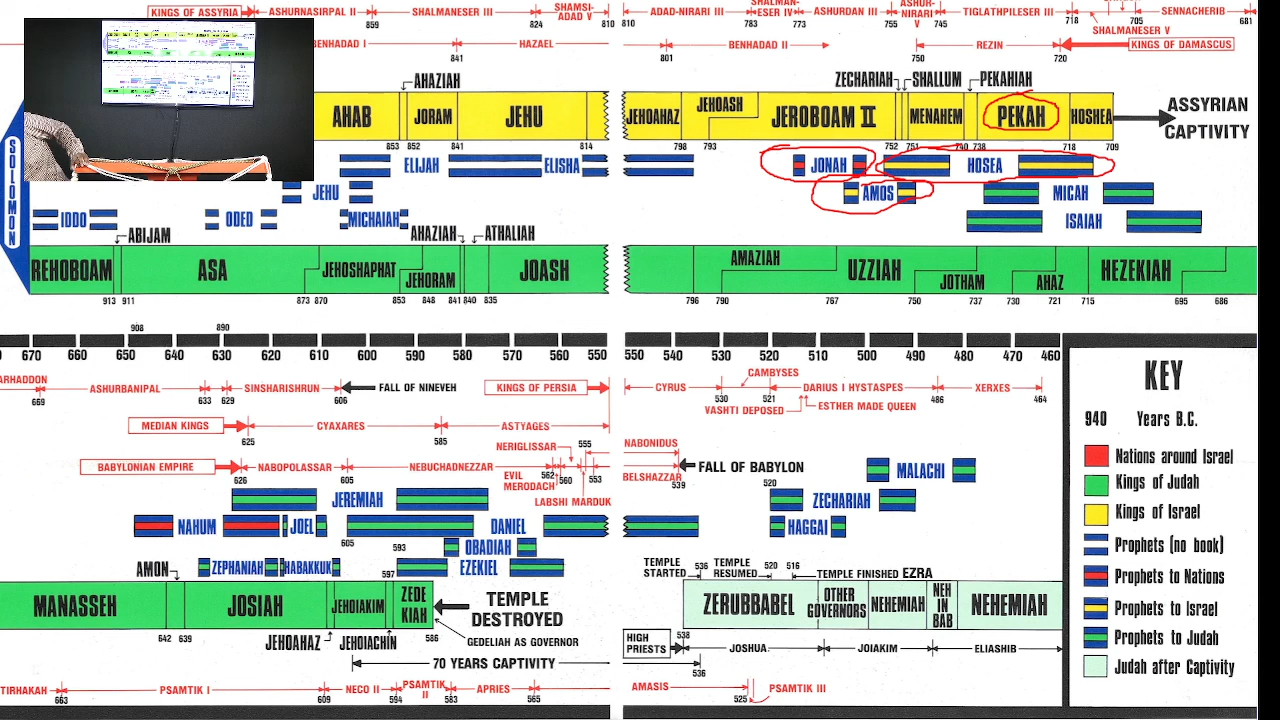 KINGS OF ASSYRIA ASHURNASIRPAL II SHALMANESER III SHAMSI-ADAD V ADAD-NIRARI III SHALMAN-ESER IV ASHURDAN III ASHUR-NIRARI V TIGLATHPILESER III SENNACHERIB
859 824 810 810 783 773 755 745 718 705 681
SHALMANESER V
BENHADAD I HAZAEL BENHADAD II REZIN KINGS OF DAMASCUS
841 801 750 720
AHAZIAH ZECHARIAH SHALLUM PEKAHIAH
AHAB JORAM JEHU JEHOAHAZ JEHOASH JEROBOAM II MENAHEM PEKAH HOSHEA
ASSYRIAN CAPTIVITY
853 852 841 814 798 793 752 751 740 738 718 709
SOLOMON
ELIJAH ELISHA JONAH HOSEA
JEHU AMOS MICAH
IDDO ODED MICHAIAH ISAIAH
ABIJAM AHAZIAH ATHALIAH
REHOBOAM ASA JEHOSHAPHAT JEHORAM JOASH AMAZIAH UZZIAH JOTHAM AHAZ HEZEKIAH
913 911 873 870 853 848 841 840 835 796 790 767 750 737 730 721 715 695 686
908 890
670 660 650 640 630 620 610 600 590 580 570 560 550 550 540 530 520 510 500 490 480 470 460
ARHADDON ASHURBANIPAL SINSHARISHRUN FALL OF NINEVEH KINGS OF PERSIA CYRUS CAMBYSES DARIUS I HYSTASPES XERXES
669 633 629 606 530 521 486 464
VASHTI DEPOSED ESTHER MADE QUEEN
MEDIAN KINGS CYAXARES ASTYAGES
625 585
BABYLONIAN EMPIRE NABOPOLASSAR NEBUCHADNEZZAR NERIGLISSAR NABONIDUS
555
626 605 EVIL MERODACH 562 560 553 LABSHI MARDUK BELSHAZZAR 539
FALL OF BABYLON
JEREMIAH MALACHI
520
ZECHARIAH
NAHUM JOEL DANIEL HAGGAI
605 593
OBADIAH
ZEPHANIAH HABAKKUK EZEKIEL
AMON 597
TEMPLE STARTED 536 TEMPLE RESUMED 520 516 TEMPLE FINISHED EZRA
MANASSEH JOSIAH JEHOIAKIM ZEDEKIAH
TEMPLE DESTROYED
ZERUBBABEL OTHER GOVERNORS NEHEMIAH NEH IN BAB NEHEMIAH
642 639 586
JEHOAHAZ JEHOIACHIN GEDELIAH AS GOVERNOR
HIGH PRIESTS 538 JOSHUA JOIAKIM ELIASHIB
70 YEARS CAPTIVITY 536
TIRHAKAH PSAMTIK I NECO II PSAMTIK II APRIES AMASIS PSAMTIK III
663 609 594 583 565 525
KEY
940 Years B.C.
Nations around Israel
Kings of Judah
Kings of Israel
Prophets (no book)
Prophets to Nations
Prophets to Israel
Prophets to Judah
Judah after Captivity